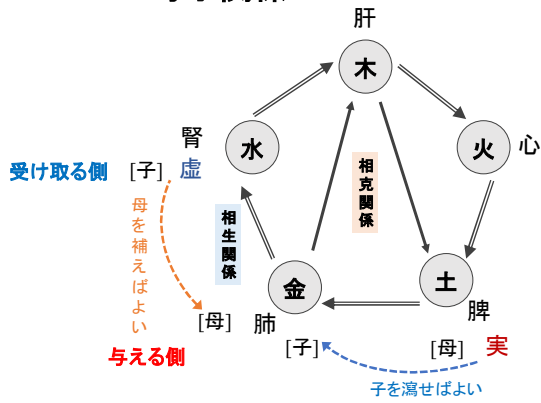 肝
木
腎
水
火
心
受け取る側
[子]
虚
相克関係
母を補えばよい
相生関係
金
土
[母]
肺
脾
与える側
[子]
[母]
実
子を瀉せばよい